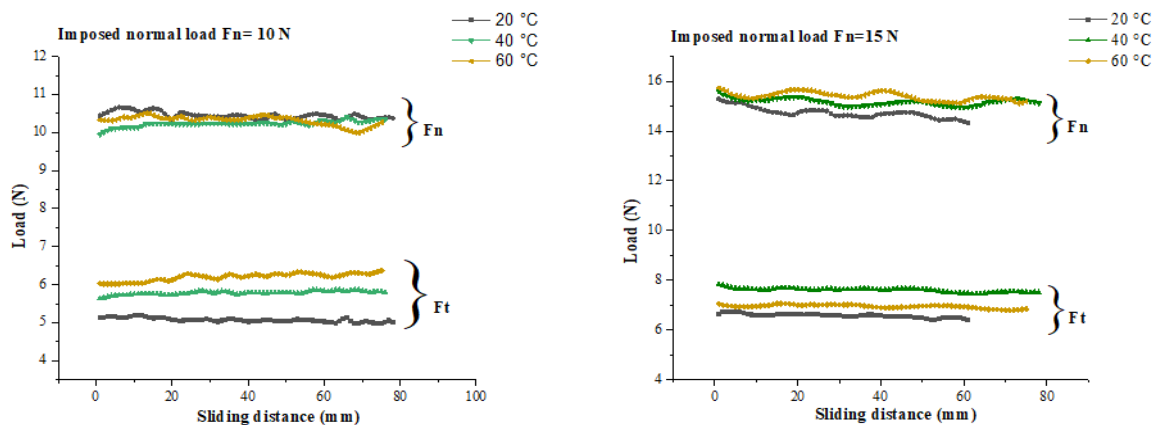 Imposed normal load Fn= 10 N
20 °C
40 °C
60 °C
12
11
10
9
8
7
6
5
4
Load (N)
Fn
Ft
0
20
40
60
80
100
Sliding distance (mm)
Imposed normal load Fn=15 N
20 °C
40 °C
60 °C
16
14
12
10
8
6
4
Load (N)
Fn
Ft
0
20
40
60
80
Sliding distance (mm)